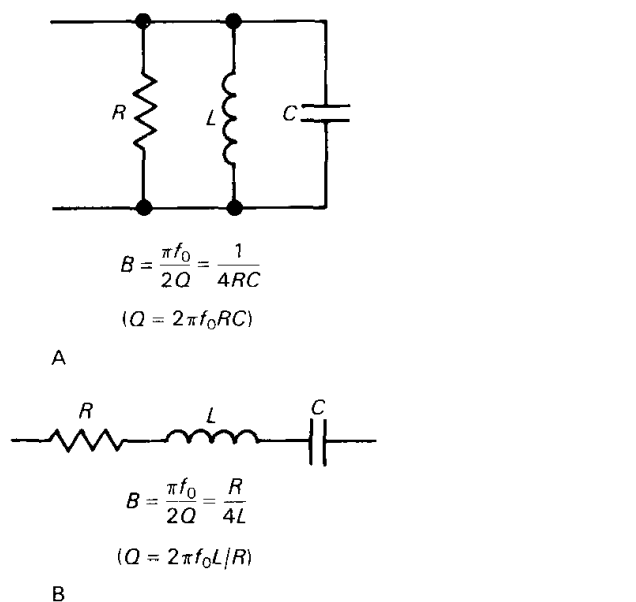 R L C
B = πf₀/2Q = 1/4RC
(Q = 2πf₀RC)
A
R L C
B = πf₀/2Q = R/4L
(Q = 2πf₀L/R)
B